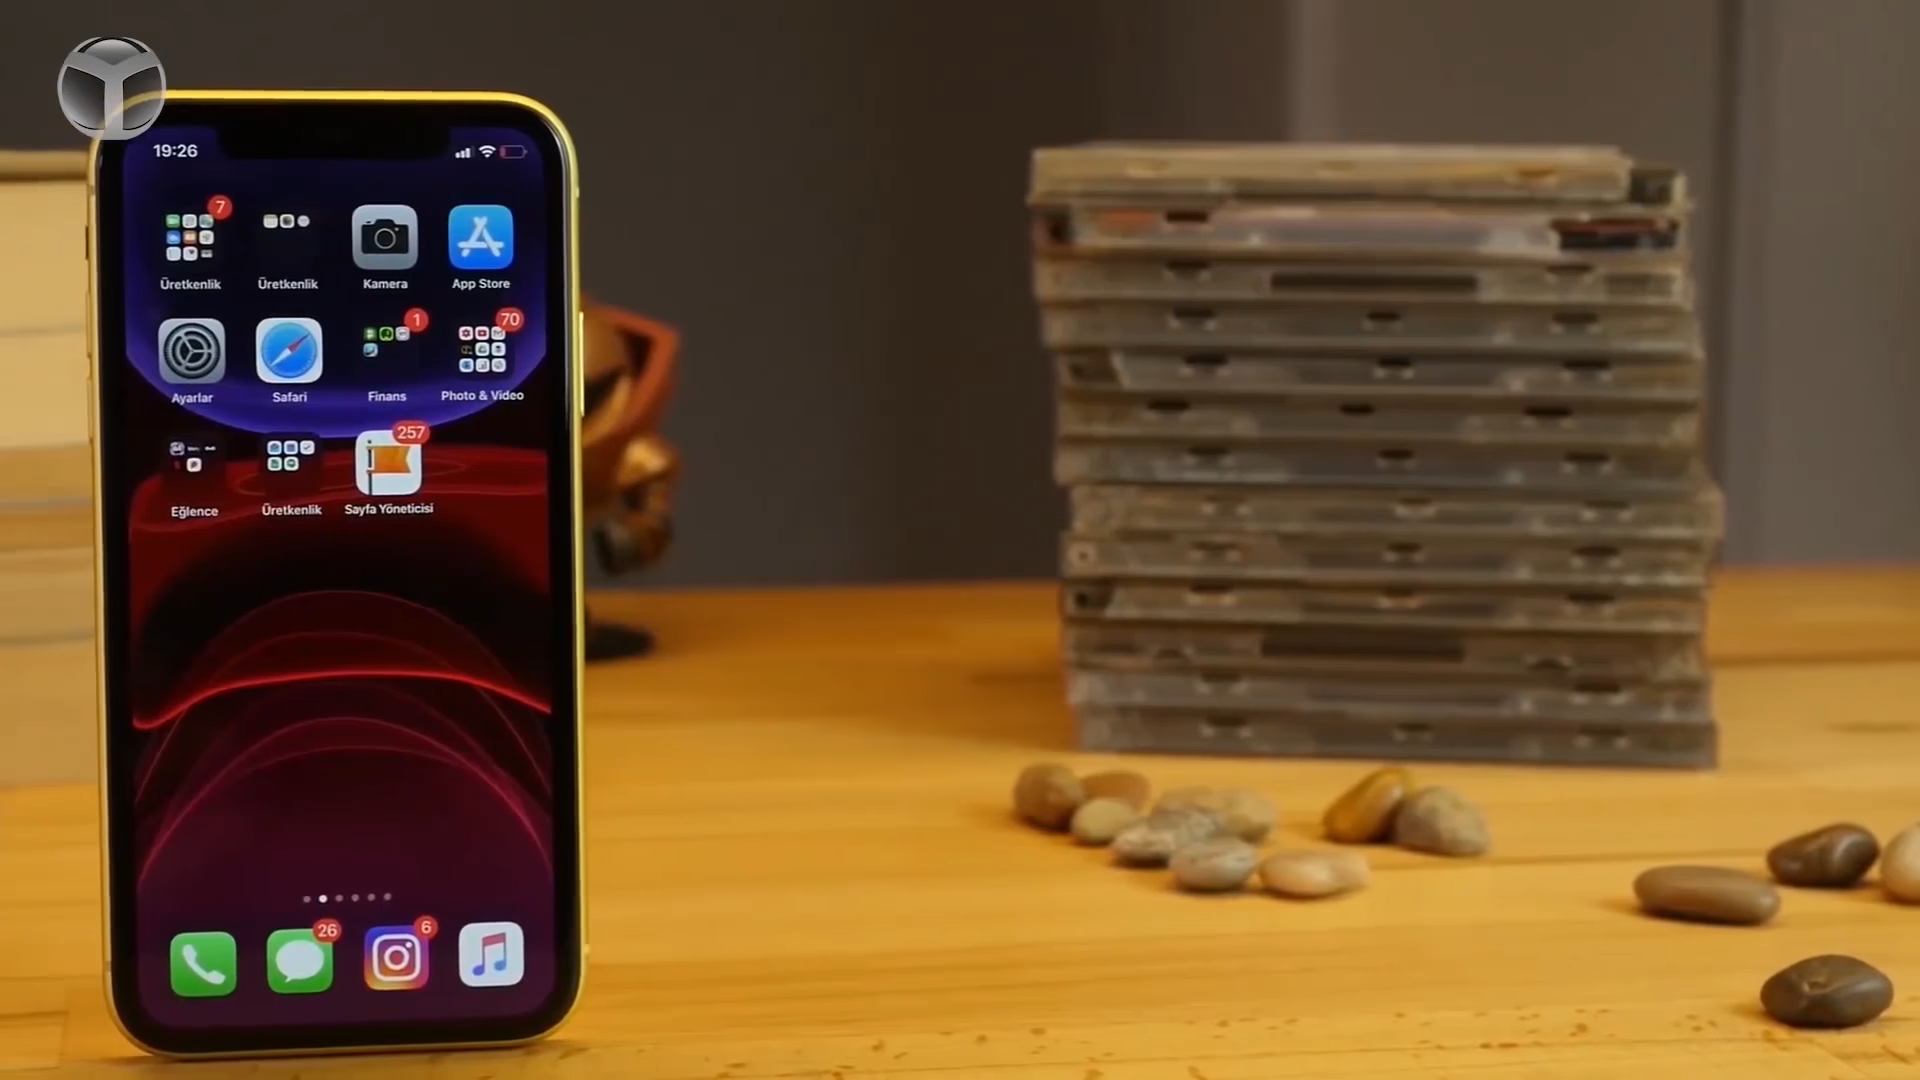 19:26
7
Üretkenlik
Üretkenlik
Kamera
App Store
Ayarlar
Safari
1
Finans
70
Photo & Video
Eğlence
Üretkenlik
257
Sayfa Yöneticisi
26
6